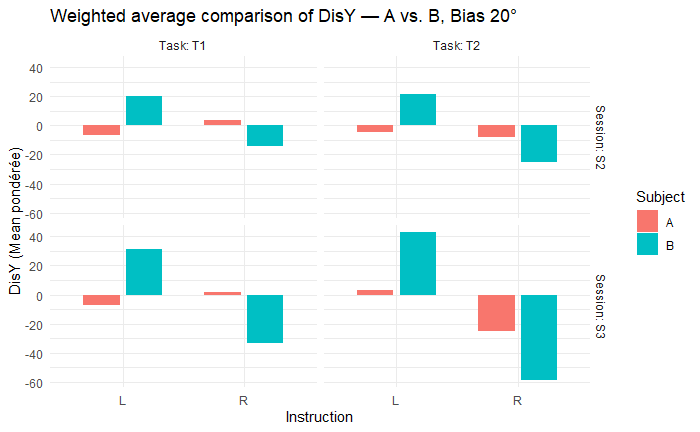 Weighted average comparison of DisY — A vs. B, Bias 20°
Task: T1
Task: T2
DisY (Mean pondérée)
40
20
0
-20
-40
-60
Session: S2
40
20
0
-20
-40
-60
Session: S3
L
R
L
R
Instruction
Subject
A
B